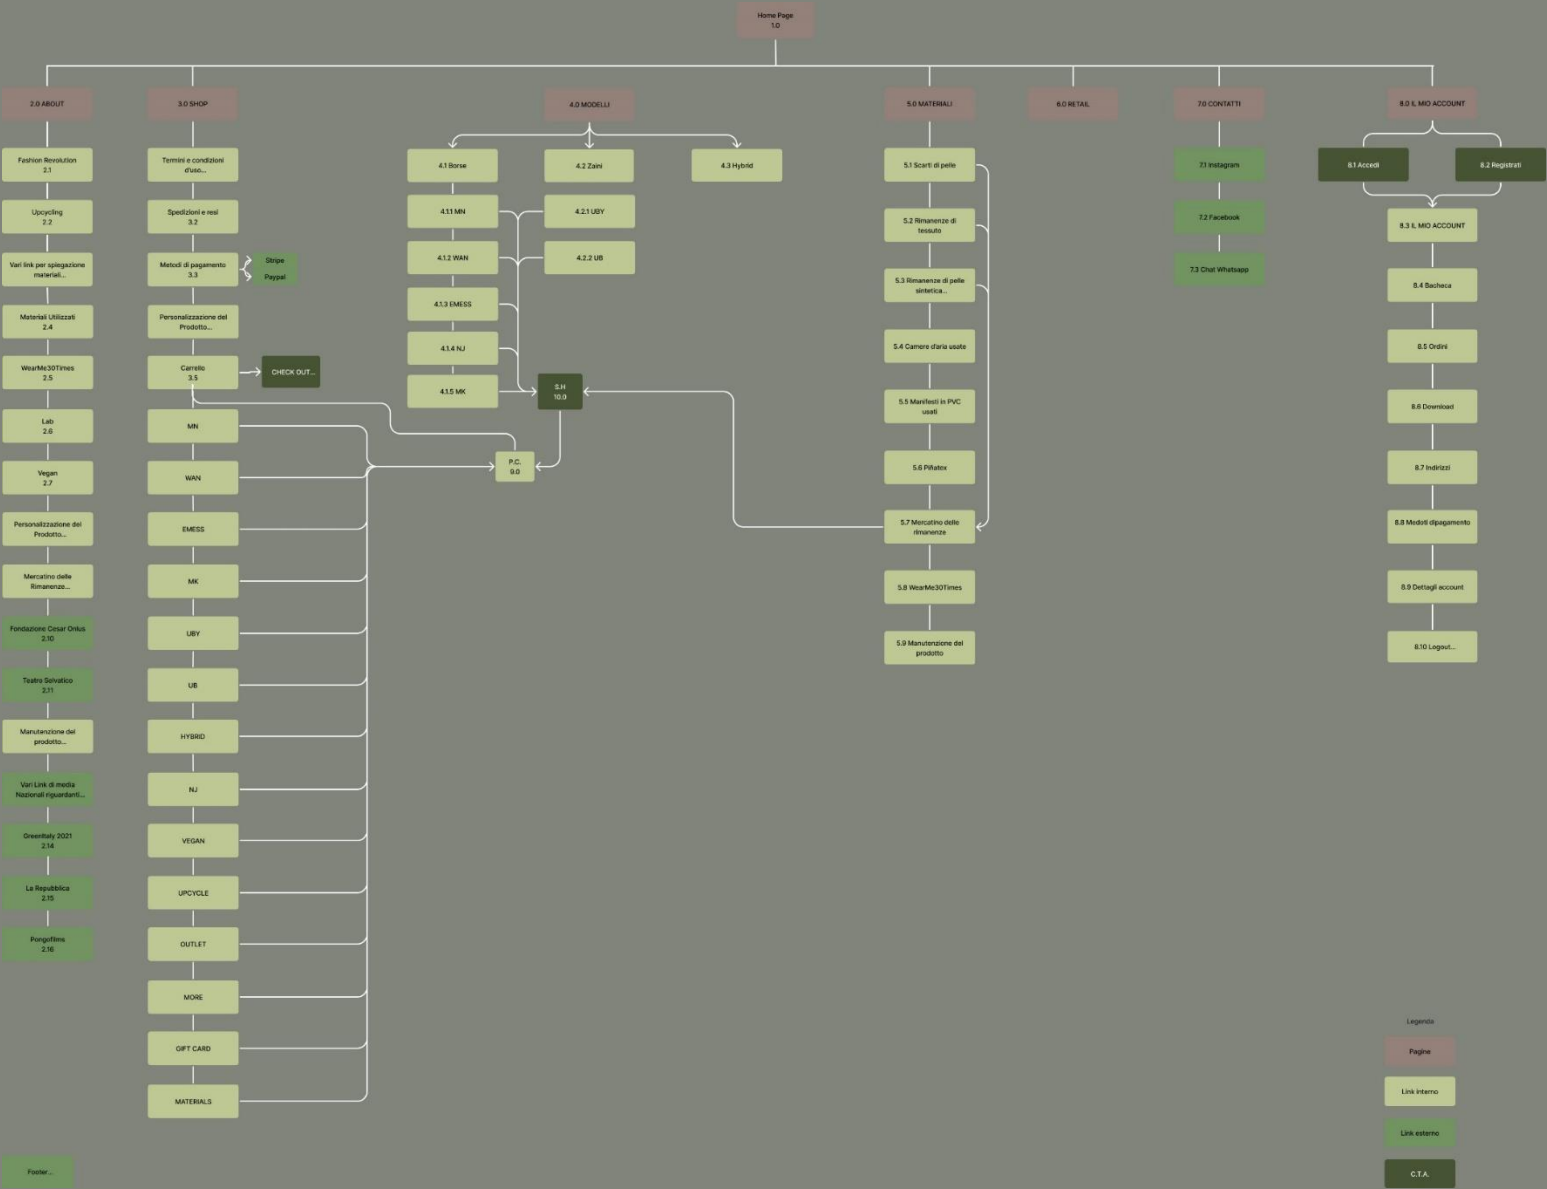 Home Page
1.0
2.0 ABOUT
3.0 SHOP
4.0 MODELLI
5.0 MATERIALI
6.0 RETAIL
7.0 CONTATTI
8.0 IL MIO ACCOUNT
Fashion Revolution
2.1
Upcycling
2.2
Vari link per spiegazione
materiali...
Materiali Utilizzati
2.4
WearMe30Times
2.5
Lab
2.6
Vegan
2.7
Personalizzazione del
Prodotto...
Mercatino delle
Rimanenze...
Fondazione Cesar Onlus
2.10
Teatro Selvatico
2.11
Manutenzione del
prodotto...
Vari Link di media
Nazionali riguardanti...
GreenItaly 2021
2.14
La Repubblica
2.15
Pongofilms
2.16
Termini e condizioni
d'uso...
Spedizioni e resi
3.2
Metodi di pagamento
3.3
Stripe
Paypal
Personalizzazione del
Prodotto...
Carrello
3.5
CHECK OUT...
MN
WAN
EMESS
MK
UBY
UB
HYBRID
NJ
VEGAN
UPCYCLE
OUTLET
MORE
GIFT CARD
MATERIALS
4.1 Borse
4.2 Zaini
4.3 Hybrid
4.1.1 MN
4.2.1 UBY
4.1.2 WAN
4.2.2 UB
4.1.3 EMESS
4.1.4 NJ
4.1.5 MK
S.H
10.0
P.C.
9.0
5.1 Scarti di pelle
5.2 Rimanenze di
tessuto
5.3 Rimanenze di pelle
sintetica...
5.4 Camere d'aria usate
5.5 Manifesti in PVC
usati
5.6 Piñatex
5.7 Mercatino delle
rimanenze
5.8 WearMe30Times
5.9 Manutenzione del
prodotto
7.1 Instagram
7.2 Facebook
7.3 Chat Whatsapp
8.1 Accedi
8.2 Registrati
8.3 IL MIO ACCOUNT
8.4 Bacheca
8.5 Ordini
8.6 Download
8.7 Indirizzi
8.8 Medoti dipagamento
8.9 Dettagli account
8.10 Logout...
Legenda
Pagine
Link interno
Link esterno
C.T.A.
Footer...